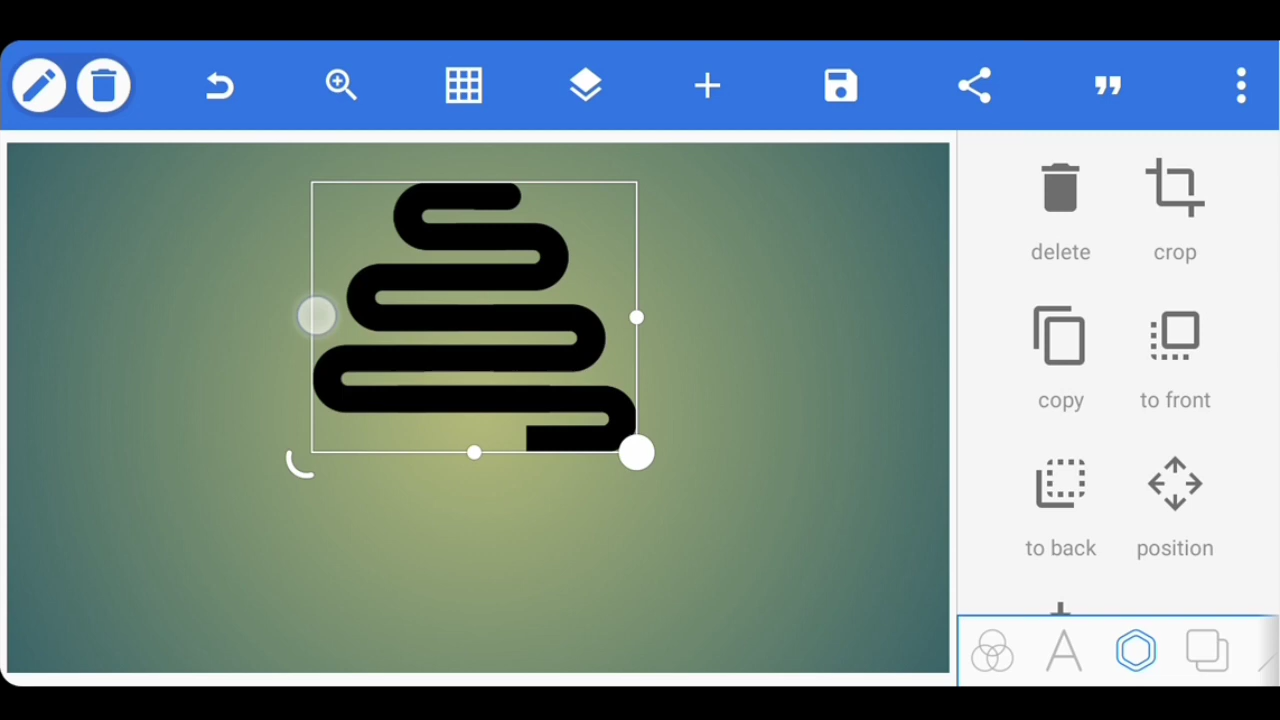 delete
crop
copy
to front
to back
position